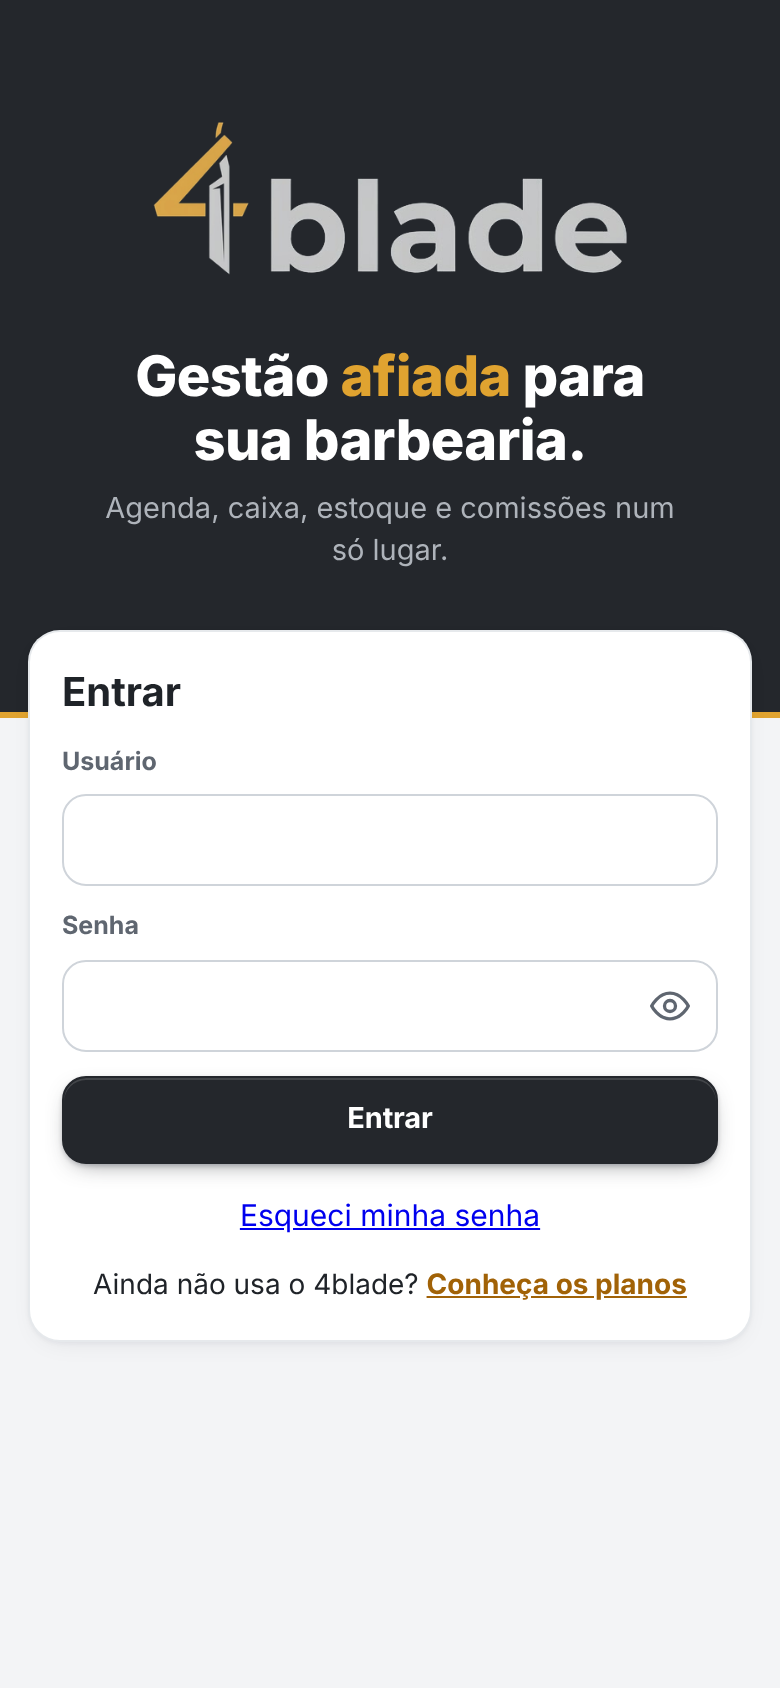 4blade
Gestão afiada para
sua barbearia.
Agenda, caixa, estoque e comissões num
só lugar.
Entrar
Usuário
Senha
Entrar
Esqueci minha senha
Ainda não usa o 4blade? Conheça os planos